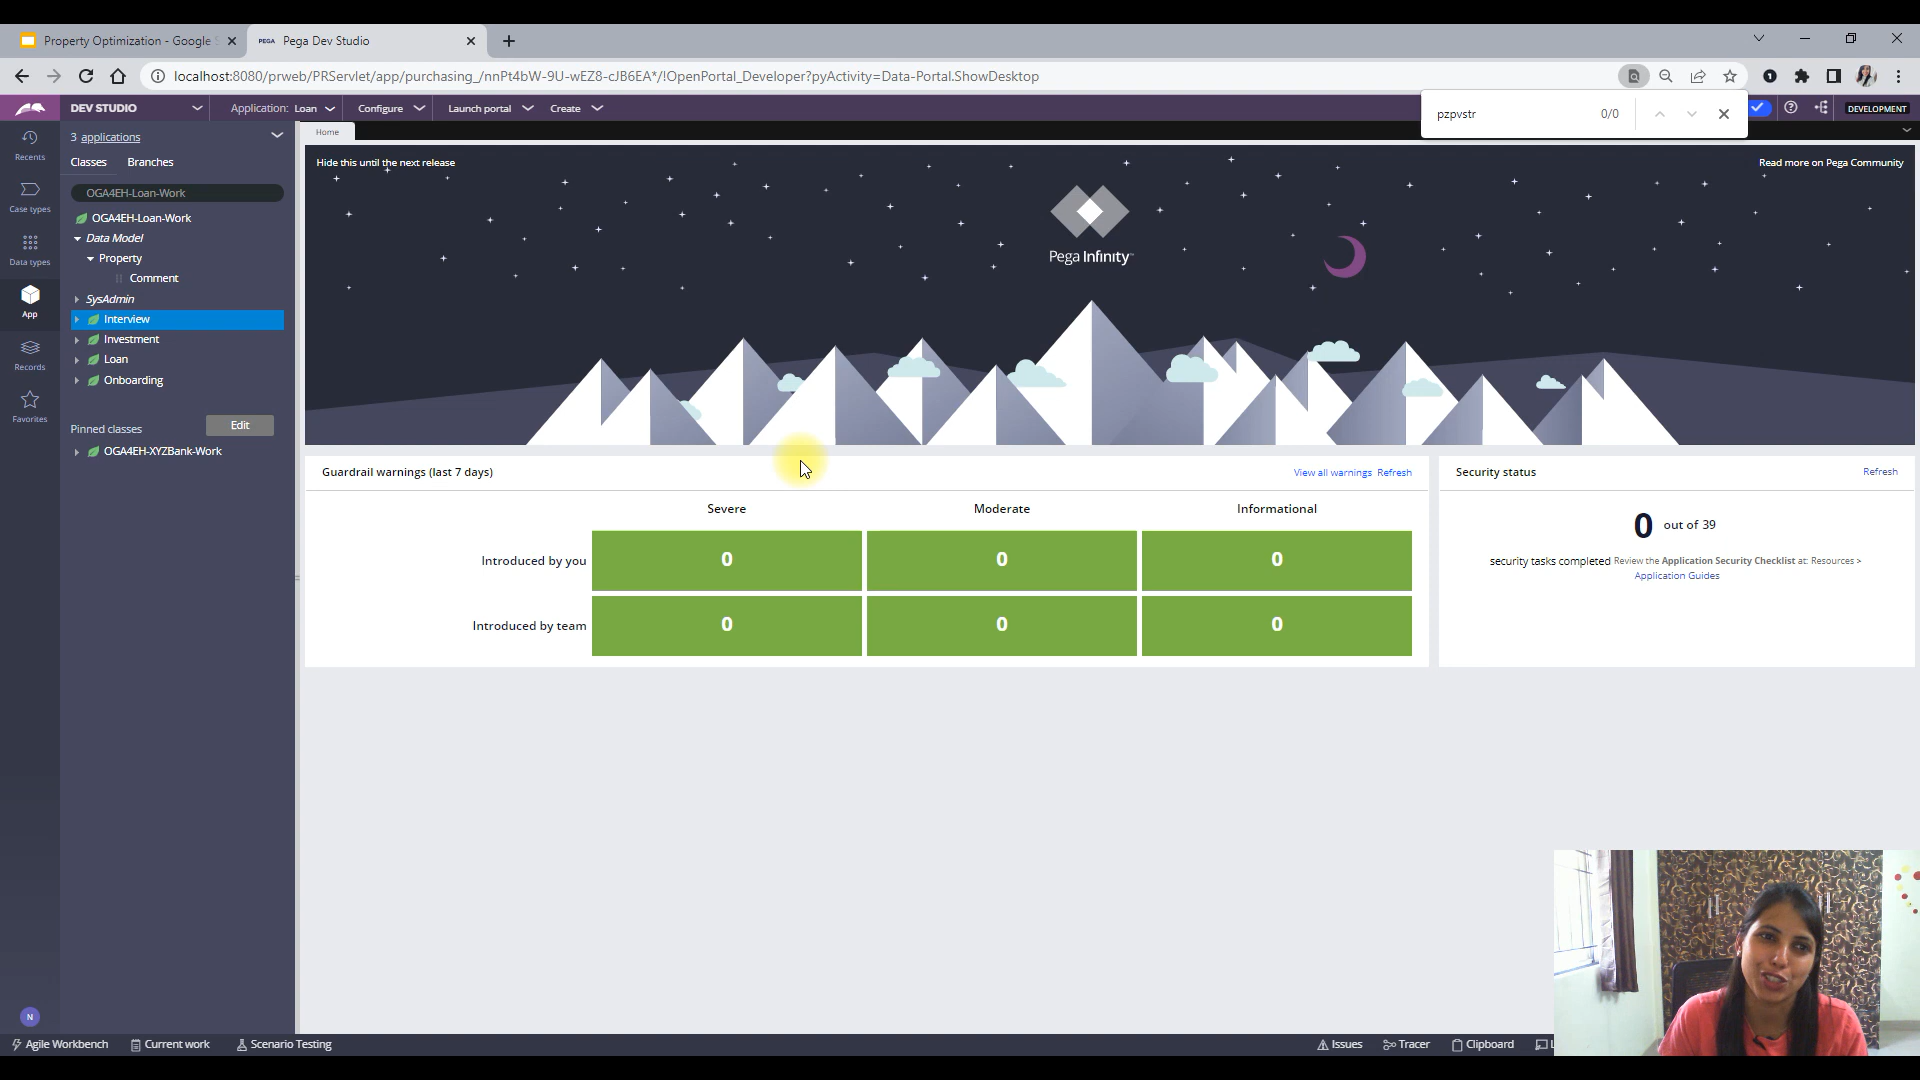 Property Optimization - Google S
PEGA Pega Dev Studio
localhost:8080/prweb/PRServlet/app/purchasing_/nnPt4bW-9U-wEZ8-cJB6EA*/!OpenPortal_Developer?pyActivity=Data-Portal.ShowDesktop
DEV STUDIO
Application: Loan
Configure
Launch portal
Create
pzpvstr 0/0
DEVELOPMENT
Recents
Case types
Data types
App
Records
Favorites
N
3 applications
Classes Branches
OGA4EH-Loan-Work
OGA4EH-Loan-Work
Data Model
Property
Comment
SysAdmin
Interview
Investment
Loan
Onboarding
Pinned classes Edit
OGA4EH-XYZBank-Work
Home
Hide this until the next release
Read more on Pega Community
Pega Infinity
Guardrail warnings (last 7 days)
View all warnings Refresh
Severe Moderate Informational
Introduced by you 0 0 0
Introduced by team 0 0 0
Security status Refresh
0 out of 39
security tasks completed Review the Application Security Checklist at: Resources >
Application Guides
Agile Workbench Current work Scenario Testing
Issues Tracer Clipboard